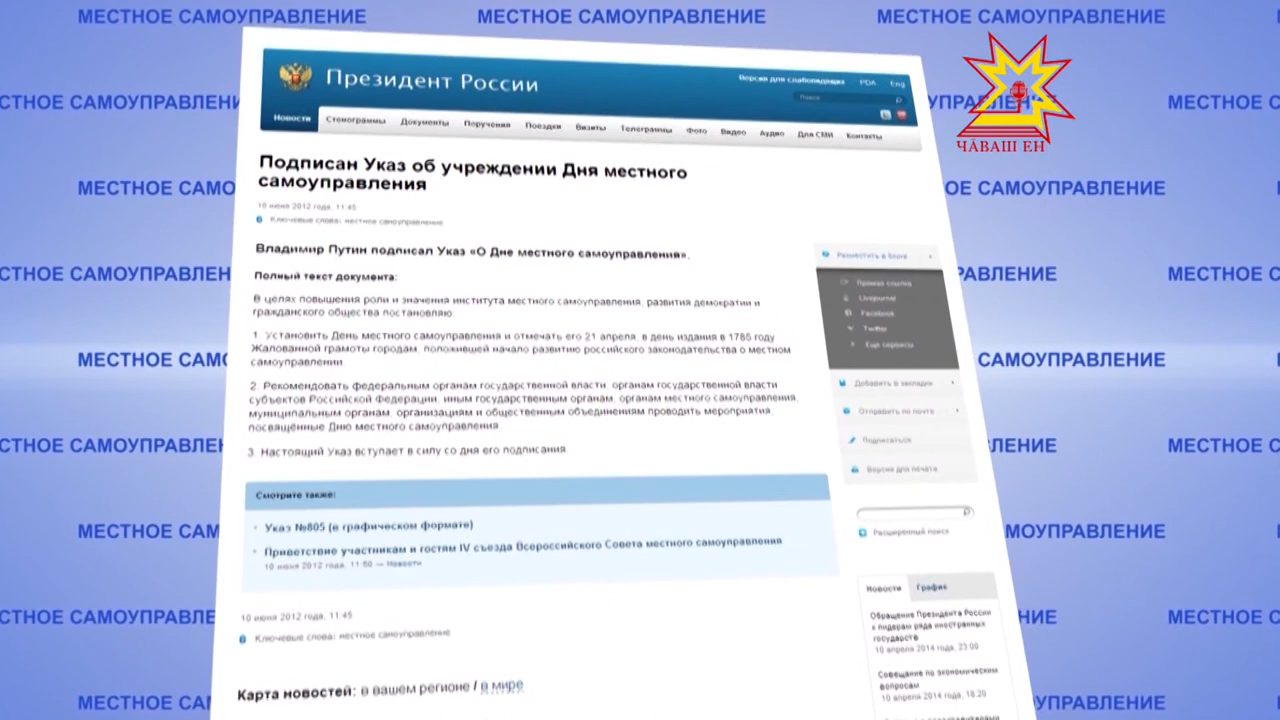 МЕСТНОЕ САМОУПРАВЛЕНИЕ МЕСТНОЕ САМОУПРАВЛЕНИЕ МЕСТНОЕ САМОУПРАВЛЕНИЕ
ЧӐВАШ ЕН
Президент России
Версия для слабовидящих PDA Eng
Поиск
Новости Стенограммы Документы Поручения Поездки Визиты Телеграммы Фото Видео Аудио Для СМИ Контакты
Подписан Указ об учреждении Дня местного
самоуправления
10 июня 2012 года, 11:45
Ключевые слова: местное самоуправление
Владимир Путин подписал Указ «О Дне местного самоуправления».
Полный текст документа:
В целях повышения роли и значения института местного самоуправления, развития демократии и
гражданского общества постановляю
1. Установить День местного самоуправления и отмечать его 21 апреля, в день издания в 1785 году
Жалованной грамоты городам, положившей начало развитию российского законодательства о местном
самоуправлении.
2. Рекомендовать федеральным органам государственной власти, органам государственной власти
субъектов Российской Федерации, иным государственным органам, органам местного самоуправления,
муниципальным органам, организациям и общественным объединениям проводить мероприятия,
посвящённые Дню местного самоуправления.
3. Настоящий Указ вступает в силу со дня его подписания.
Смотрите также:
Указ №805 (в графическом формате)
Приветствие участникам и гостям IV съезда Всероссийского Совета местного самоуправления
10 июня 2012 года, 11:50 — Новости
10 июня 2012 года, 11:45
Ключевые слова: местное самоуправление
Карта новостей: в вашем регионе / в мире
Разместить в блоге
Прямая ссылка
Livejournal
Facebook
Twitter
Еще сервисы
Добавить в закладки
Отправить по почте
Подписаться
Версия для печати
Расширенный поиск
Новости График
Обращение Президента России
к лидерам ряда иностранных
государств
10 апреля 2014 года, 23:00
Совещание по экономическим
вопросам
10 апреля 2014 года, 18:20